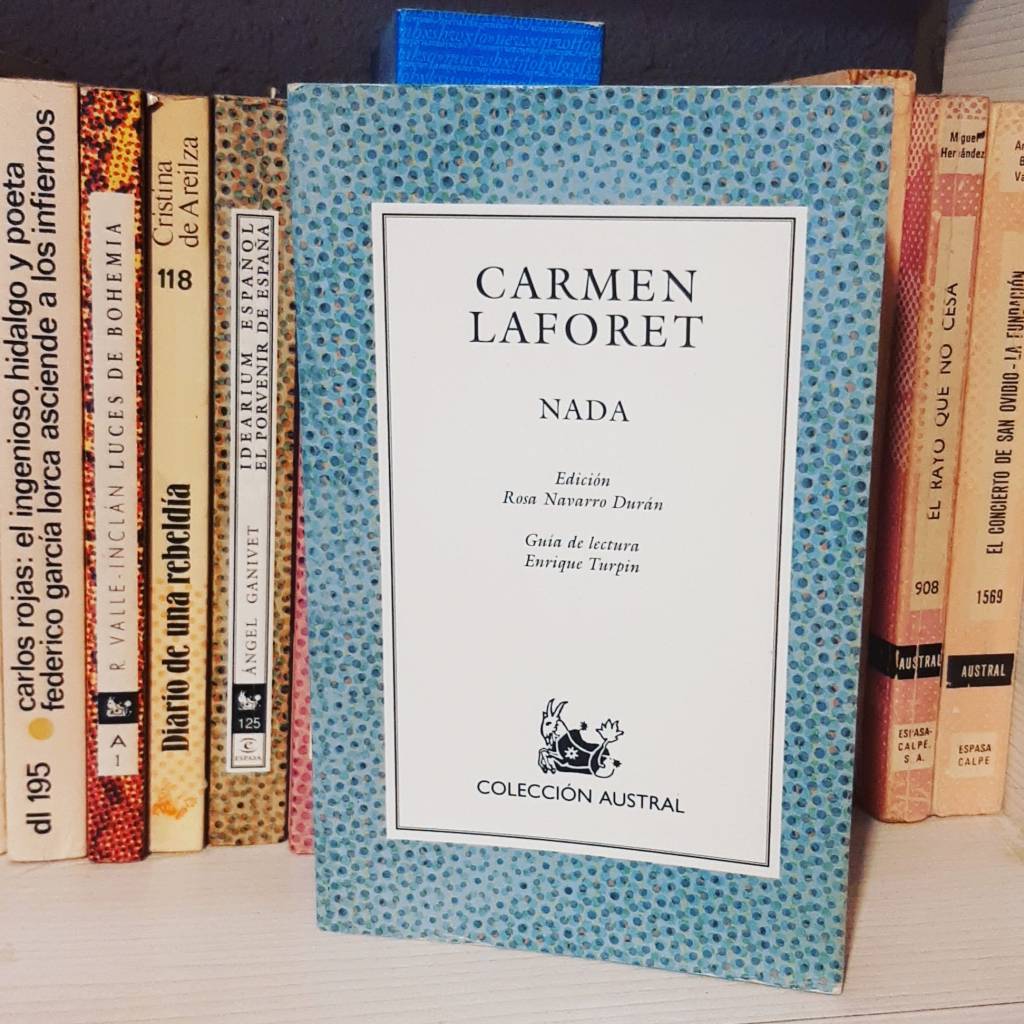 carlos rojas: el ingenioso hidalgo y poeta
federico garcía lorca asciende a los infiernos
dl 195
R. VALLE-INCLÁN LUCES DE BOHEMIA
A
1
Cristina
de Areilza
118
Diario de una rebeldía
IDEARIUM ESPAÑOL
EL PORVENIR DE ESPAÑA
ÁNGEL GANIVET
125
ESPASA
CARMEN
LAFORET
NADA
Edición
Rosa Navarro Durán
Guía de lectura
Enrique Turpin
COLECCIÓN AUSTRAL
Miguel
Hernández
EL RAYO QUE NO CESA
908
AUSTRAL
ESPASA-
CALPE,
S. A.
EL CONCIERTO DE SAN OVIDIO - LA FUNDACIÓN
1569
AUSTRAL
ESPASA
CALPE